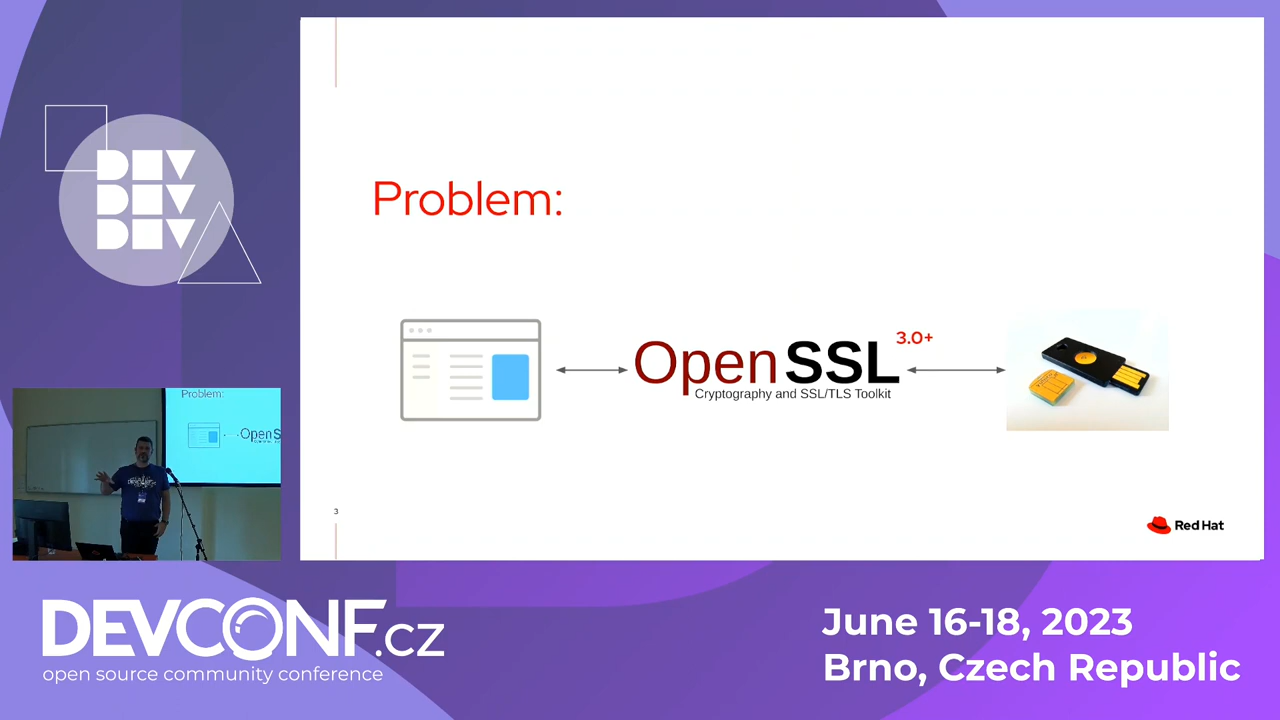 DEV
DEV
DEV
Problem:
OpenSSL 3.0+
Cryptography and SSL/TLS Toolkit
3
Red Hat
Problem:
OpenS
DEVCONF.cz
open source community conference
June 16-18, 2023
Brno, Czech Republic